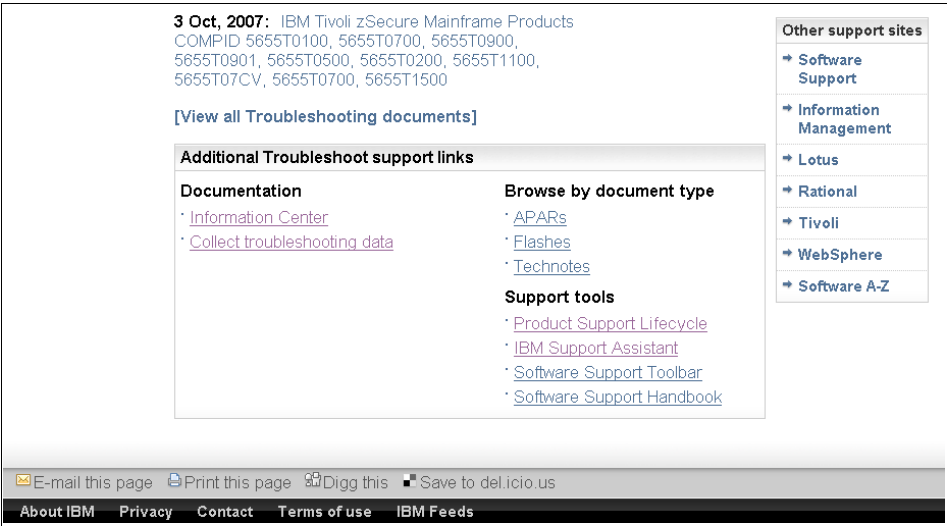 3 Oct, 2007: IBM Tivoli zSecure Mainframe Products
COMPID 5655T0100, 5655T0700, 5655T0900,
5655T0901, 5655T0500, 5655T0200, 5655T1100,
5655T07CV, 5655T0700, 5655T1500
[View all Troubleshooting documents]
Additional Troubleshoot support links
Documentation
Information Center
Collect troubleshooting data
Browse by document type
APARs
Flashes
Technotes
Support tools
Product Support Lifecycle
IBM Support Assistant
Software Support Toolbar
Software Support Handbook
Other support sites
Software
Support
Information
Management
Lotus
Rational
Tivoli
WebSphere
Software A-Z
E-mail this page Print this page Digg this Save to del.icio.us
About IBM Privacy Contact Terms of use IBM Feeds